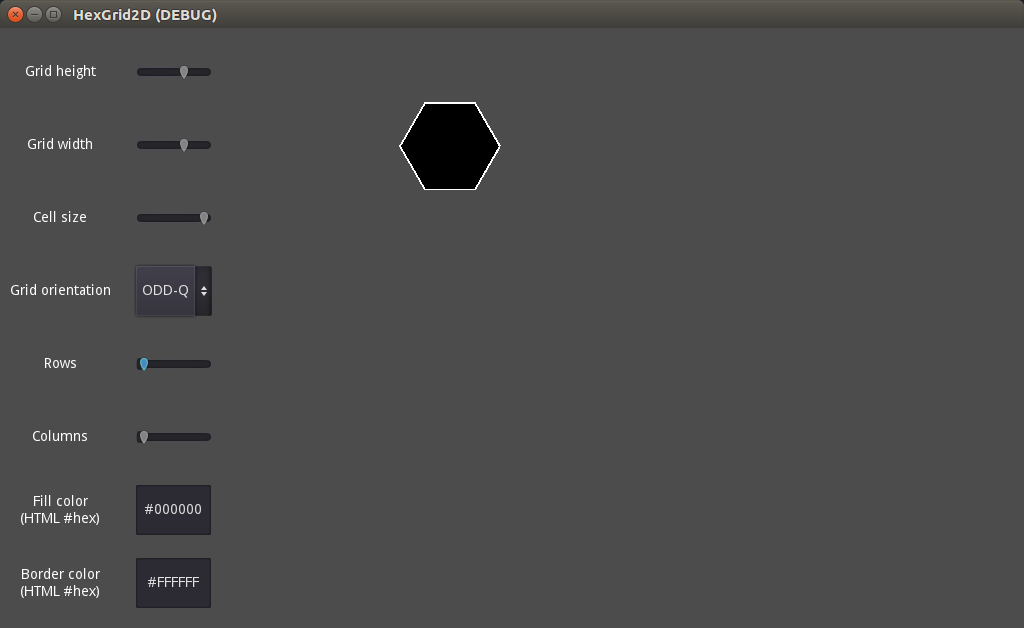 HexGrid2D (DEBUG)
Grid height
Grid width
Cell size
Grid orientation
ODD-Q
Rows
Columns
Fill color
(HTML #hex)
#000000
Border color
(HTML #hex)
#FFFFFF